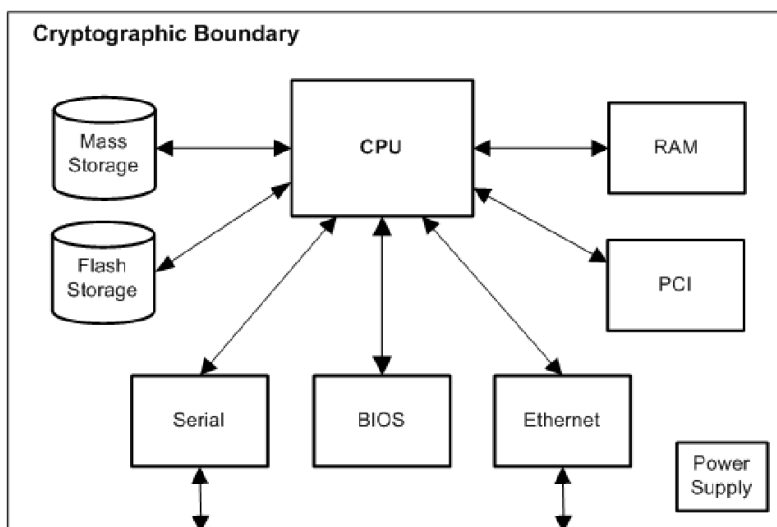 Cryptographic Boundary
Mass
Storage
CPU
RAM
Flash
Storage
PCI
Serial
BIOS
Ethernet
Power
Supply